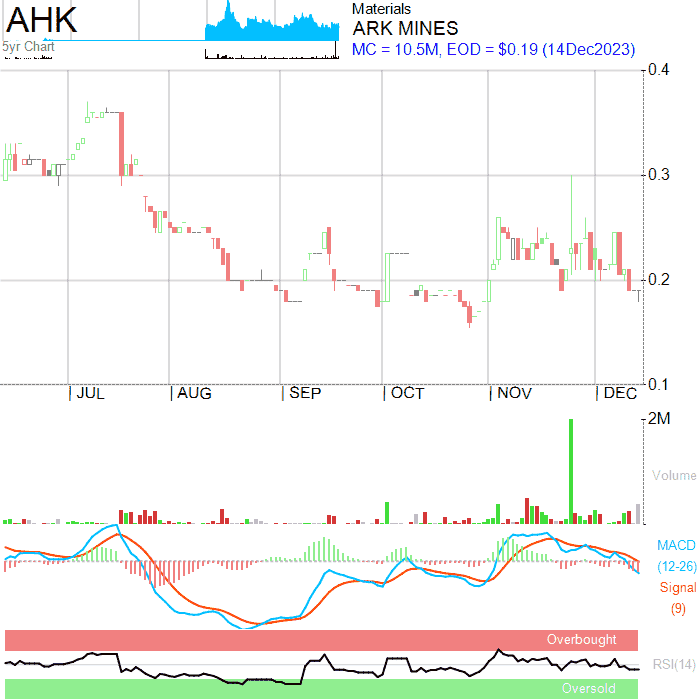 AHK
Materials
ARK MINES
5yr Chart
MC = 10.5M, EOD = $0.19 (14Dec2023)
0.4
0.3
0.2
0.1
JUL AUG SEP OCT NOV DEC
2M
Volume
MACD
(12-26)
Signal
(9)
Overbought
RSI(14)
Oversold